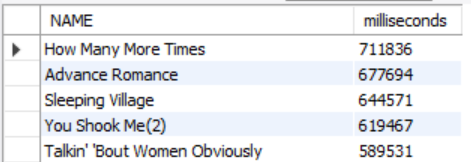 NAME milliseconds
How Many More Times 711836
Advance Romance 677694
Sleeping Village 644571
You Shook Me(2) 619467
Talkin' 'Bout Women Obviously 589531